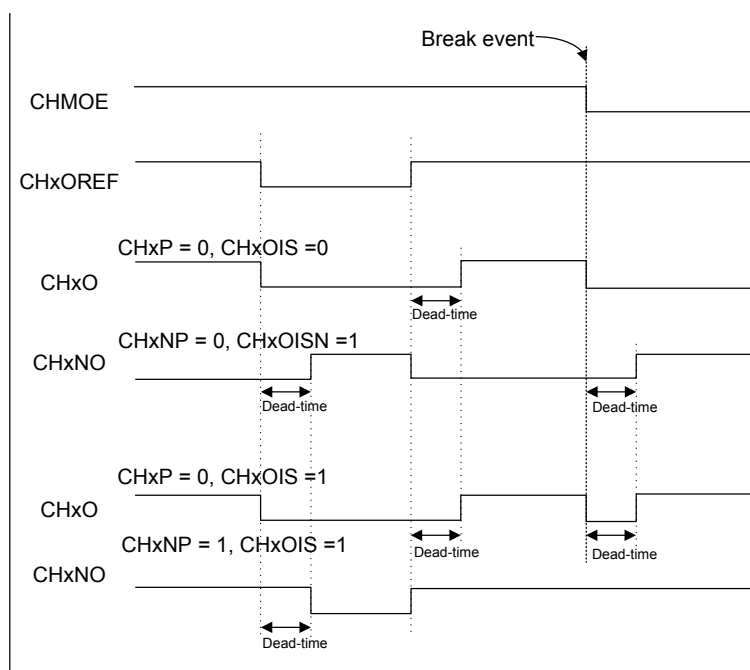 Break event
CHMOE
CHxOREF
CHxP = 0, CHxOIS =0
CHxO
Dead-time
CHxNP = 0, CHxOISN =1
CHxNO
Dead-time
Dead-time
CHxP = 0, CHxOIS =1
CHxO
CHxNP = 1, CHxOIS =1
Dead-time
Dead-time
CHxNO
Dead-time